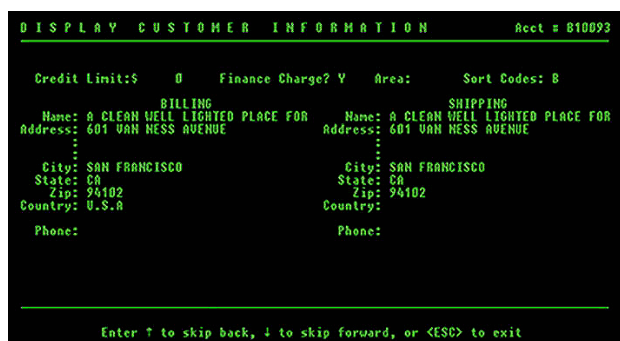 DISPLAY CUSTOMER INFORMATION Acct # 810093
Credit Limit:$ 0 Finance Charge? Y Area: Sort Codes: B
BILLING SHIPPING
Name: A CLEAN WELL LIGHTED PLACE FOR Name: A CLEAN WELL LIGHTED PLACE FOR
Address: 601 VAN NESS AVENUE Address: 601 VAN NESS AVENUE
: :
: :
City: SAN FRANCISCO City: SAN FRANCISCO
State: CA State: CA
Zip: 94102 Zip: 94102
Country: U.S.A Country:
Phone: Phone:
Enter ↑ to skip back, ↓ to skip forward, or <ESC> to exit